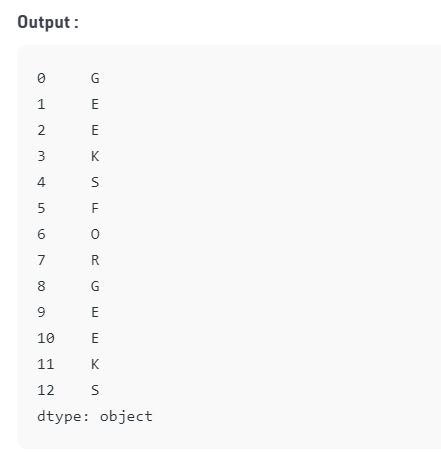 Output :
0 G
1 E
2 E
3 K
4 S
5 F
6 O
7 R
8 G
9 E
10 E
11 K
12 S
dtype: object